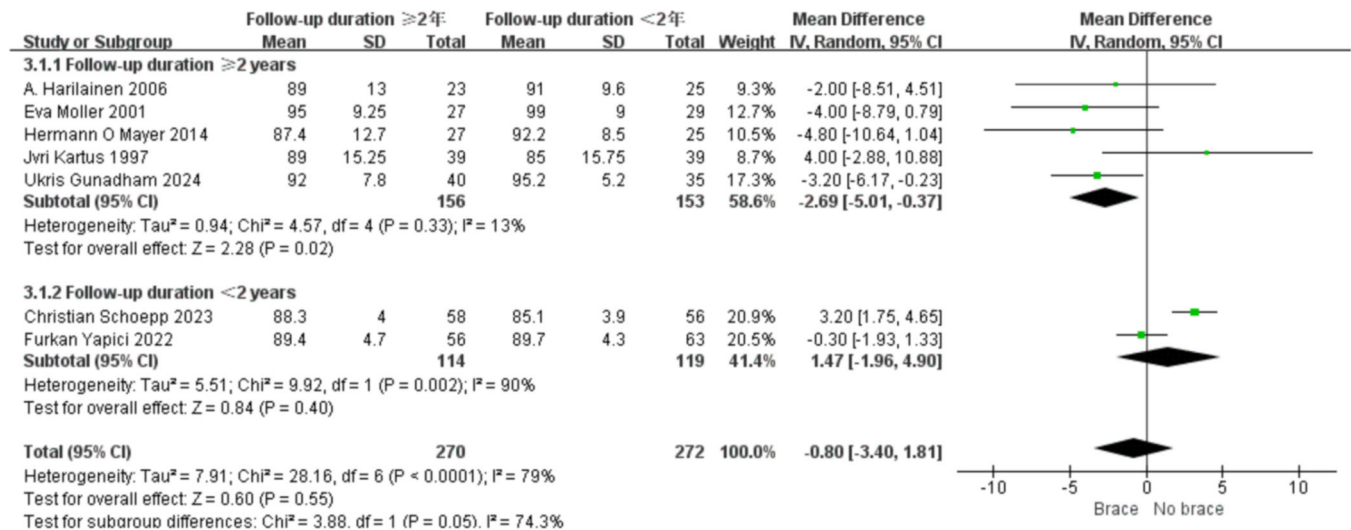 Follow-up duration ≥2年 Follow-up duration <2年 Mean Difference Mean Difference
Study or Subgroup Mean SD Total Mean SD Total Weight IV, Random, 95% CI IV, Random, 95% CI
3.1.1 Follow-up duration ≥2 years
A. Harilainen 2006 89 13 23 91 9.6 25 9.3% -2.00 [-8.51, 4.51]
Eva Moller 2001 95 9.25 27 99 9 29 12.7% -4.00 [-8.79, 0.79]
Hermann O Mayer 2014 87.4 12.7 27 92.2 8.5 25 10.5% -4.80 [-10.64, 1.04]
Jvri Kartus 1997 89 15.25 39 85 15.75 39 8.7% 4.00 [-2.88, 10.88]
Ukris Gunadham 2024 92 7.8 40 95.2 5.2 35 17.3% -3.20 [-6.17, -0.23]
Subtotal (95% CI) 156 153 58.6% -2.69 [-5.01, -0.37]
Heterogeneity: Tau² = 0.94; Chi² = 4.57, df = 4 (P = 0.33); I² = 13%
Test for overall effect: Z = 2.28 (P = 0.02)
3.1.2 Follow-up duration <2 years
Christian Schoepp 2023 88.3 4 58 85.1 3.9 56 20.9% 3.20 [1.75, 4.65]
Furkan Yapici 2022 89.4 4.7 56 89.7 4.3 63 20.5% -0.30 [-1.93, 1.33]
Subtotal (95% CI) 114 119 41.4% 1.47 [-1.96, 4.90]
Heterogeneity: Tau² = 5.51; Chi² = 9.92, df = 1 (P = 0.002); I² = 90%
Test for overall effect: Z = 0.84 (P = 0.40)
Total (95% CI) 270 272 100.0% -0.80 [-3.40, 1.81]
Heterogeneity: Tau² = 7.91; Chi² = 28.16, df = 6 (P < 0.0001); I² = 79%
Test for overall effect: Z = 0.60 (P = 0.55)
Test for subgroup differences: Chi² = 3.88, df = 1 (P = 0.05), I² = 74.3%
-10 -5 0 5 10
Brace No brace